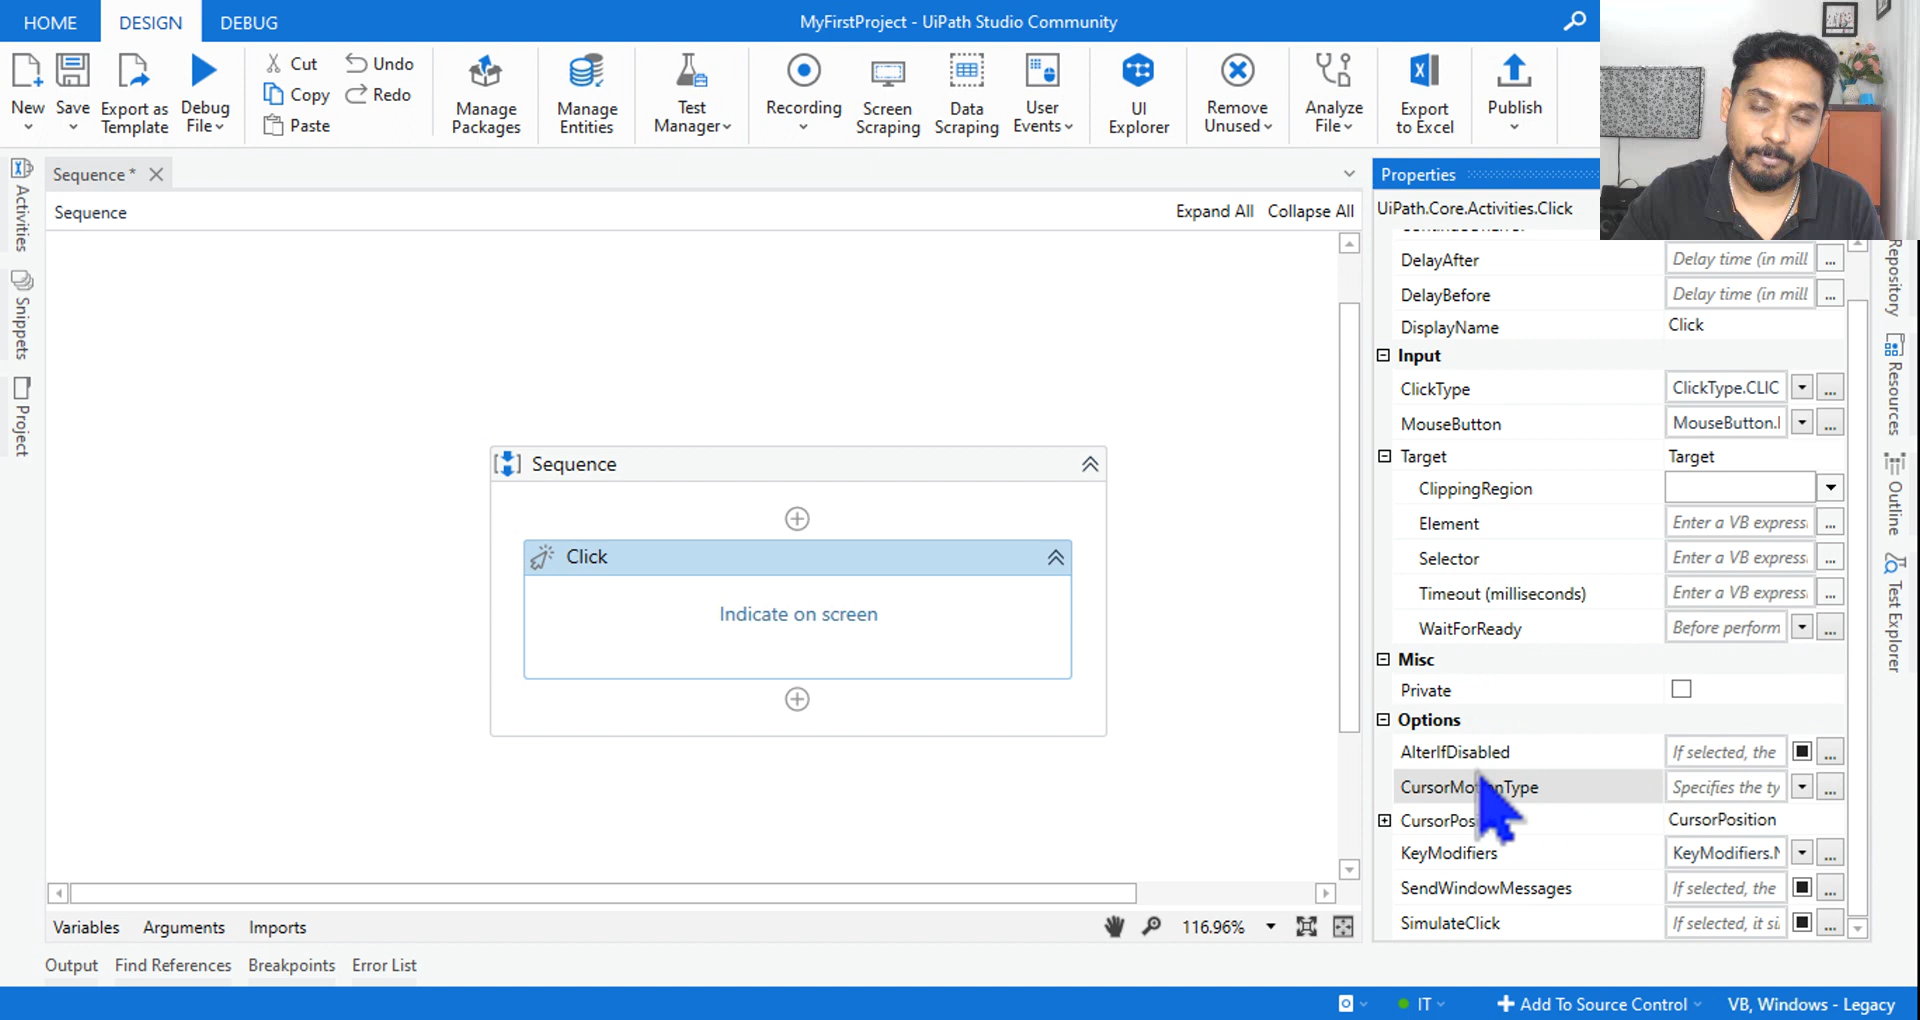 HOME
DESIGN
DEBUG
MyFirstProject - UiPath Studio Community
New
Save
Export as
Template
Debug
File
Cut
Copy
Paste
Undo
Redo
Manage
Packages
Manage
Entities
Test
Manager
Recording
Screen
Scraping
Data
Scraping
User
Events
UI
Explorer
Remove
Unused
Analyze
File
Export
to Excel
Publish
Activities
Snippets
Project
Sequence *
Sequence
Expand All
Collapse All
Sequence
Click
Indicate on screen
Properties
UiPath.Core.Activities.Click
DelayAfter
Delay time (in mill
...
DelayBefore
Delay time (in mill
...
DisplayName
Click
Input
ClickType
ClickType.CLIC
...
MouseButton
MouseButton.
...
Target
Target
ClippingRegion
Element
Enter a VB express
...
Selector
Enter a VB express
...
Timeout (milliseconds)
Enter a VB express
...
WaitForReady
Before perform
...
Misc
Private
Options
AlterIfDisabled
If selected, the
...
Specifies the ty
...
CursorPosition
KeyModifiers
KeyModifiers.
...
SendWindowMessages
If selected, the
...
SimulateClick
If selected, it si
...
Repository
Resources
Outline
Test Explorer
Variables
Arguments
Imports
116.96%
Output
Find References
Breakpoints
Error List
IT
Add To Source Control
VB, Windows - Legacy